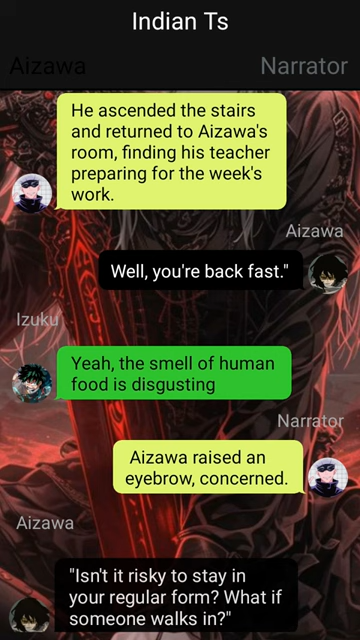 Indian Ts
Aizawa
Narrator
He ascended the stairs
and returned to Aizawa's
room, finding his teacher
preparing for the week's
work.
Aizawa
Well, you're back fast."
Izuku
Yeah, the smell of human
food is disgusting
Narrator
Aizawa raised an
eyebrow, concerned.
Aizawa
"Isn't it risky to stay in
your regular form? What if
someone walks in?"